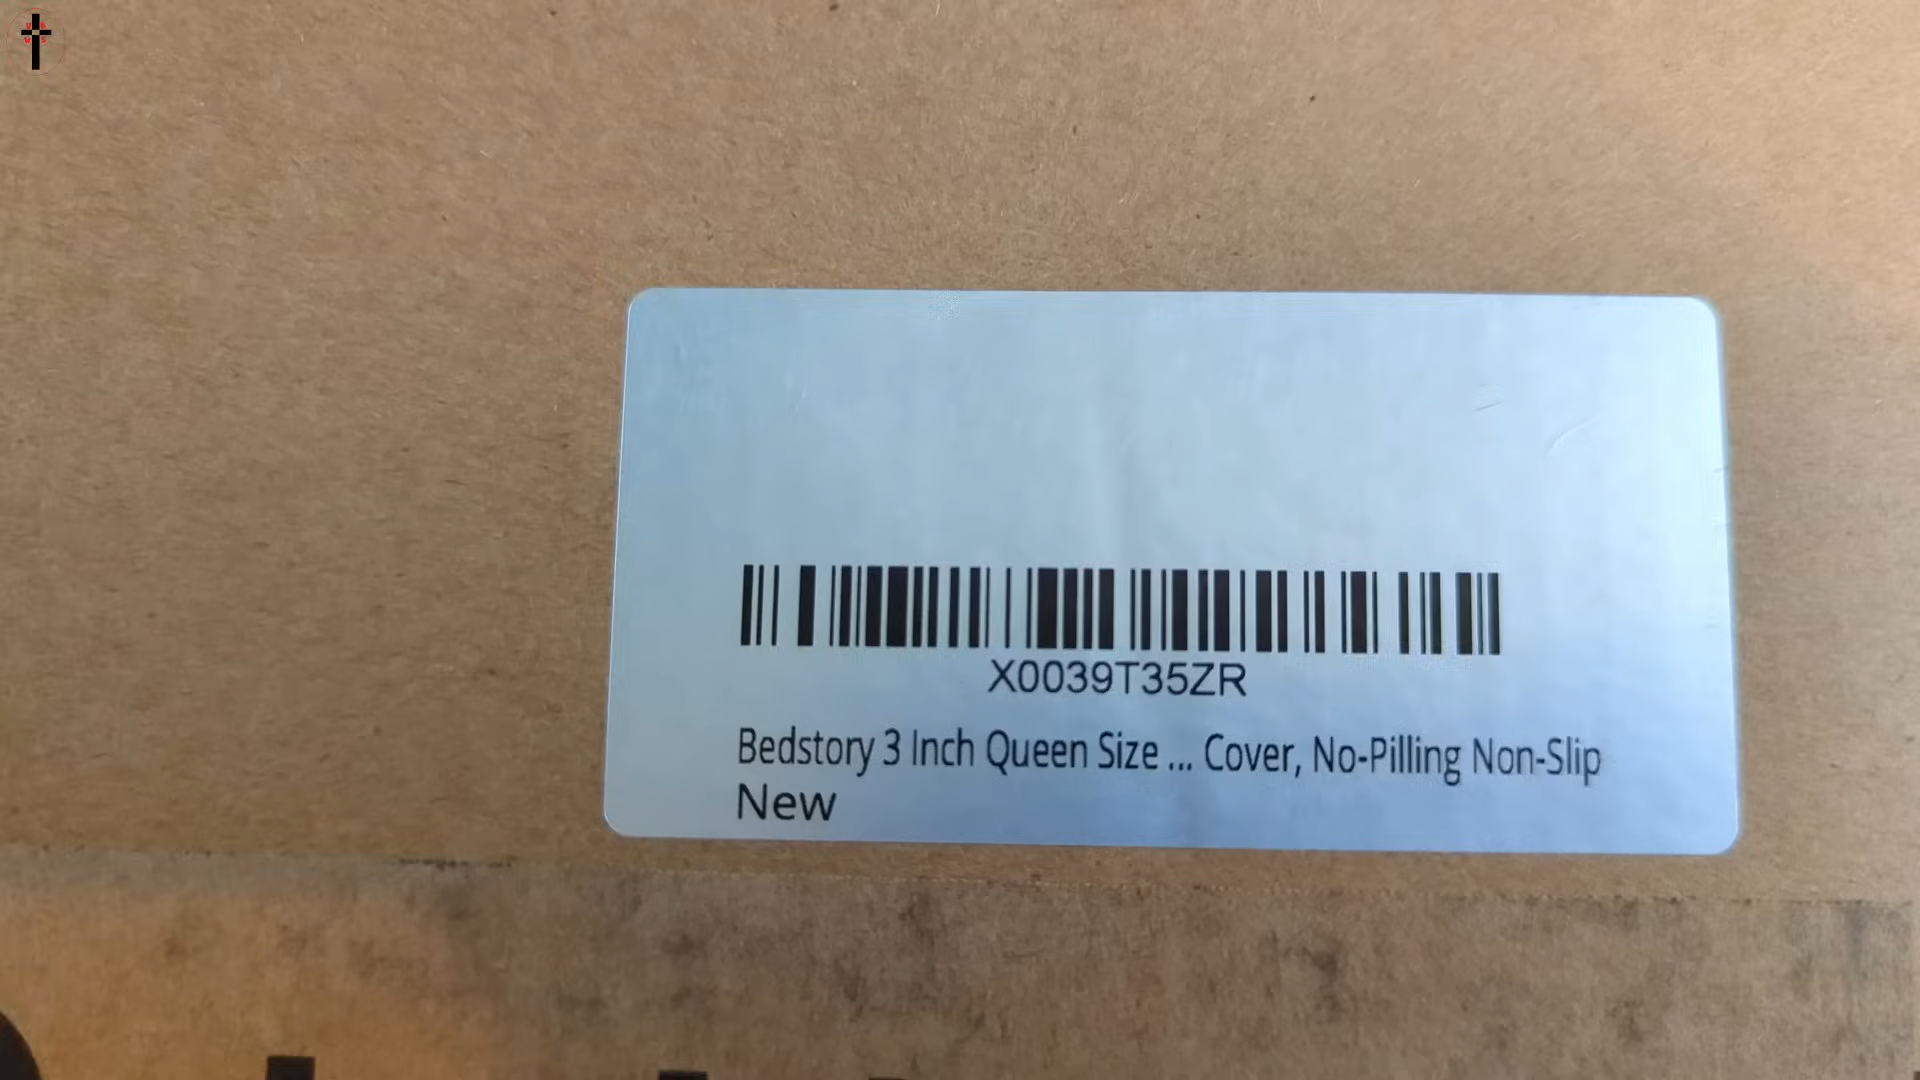 X0039T35ZR
Bedstory 3 Inch Queen Size ... Cover, No-Pilling Non-Slip
New